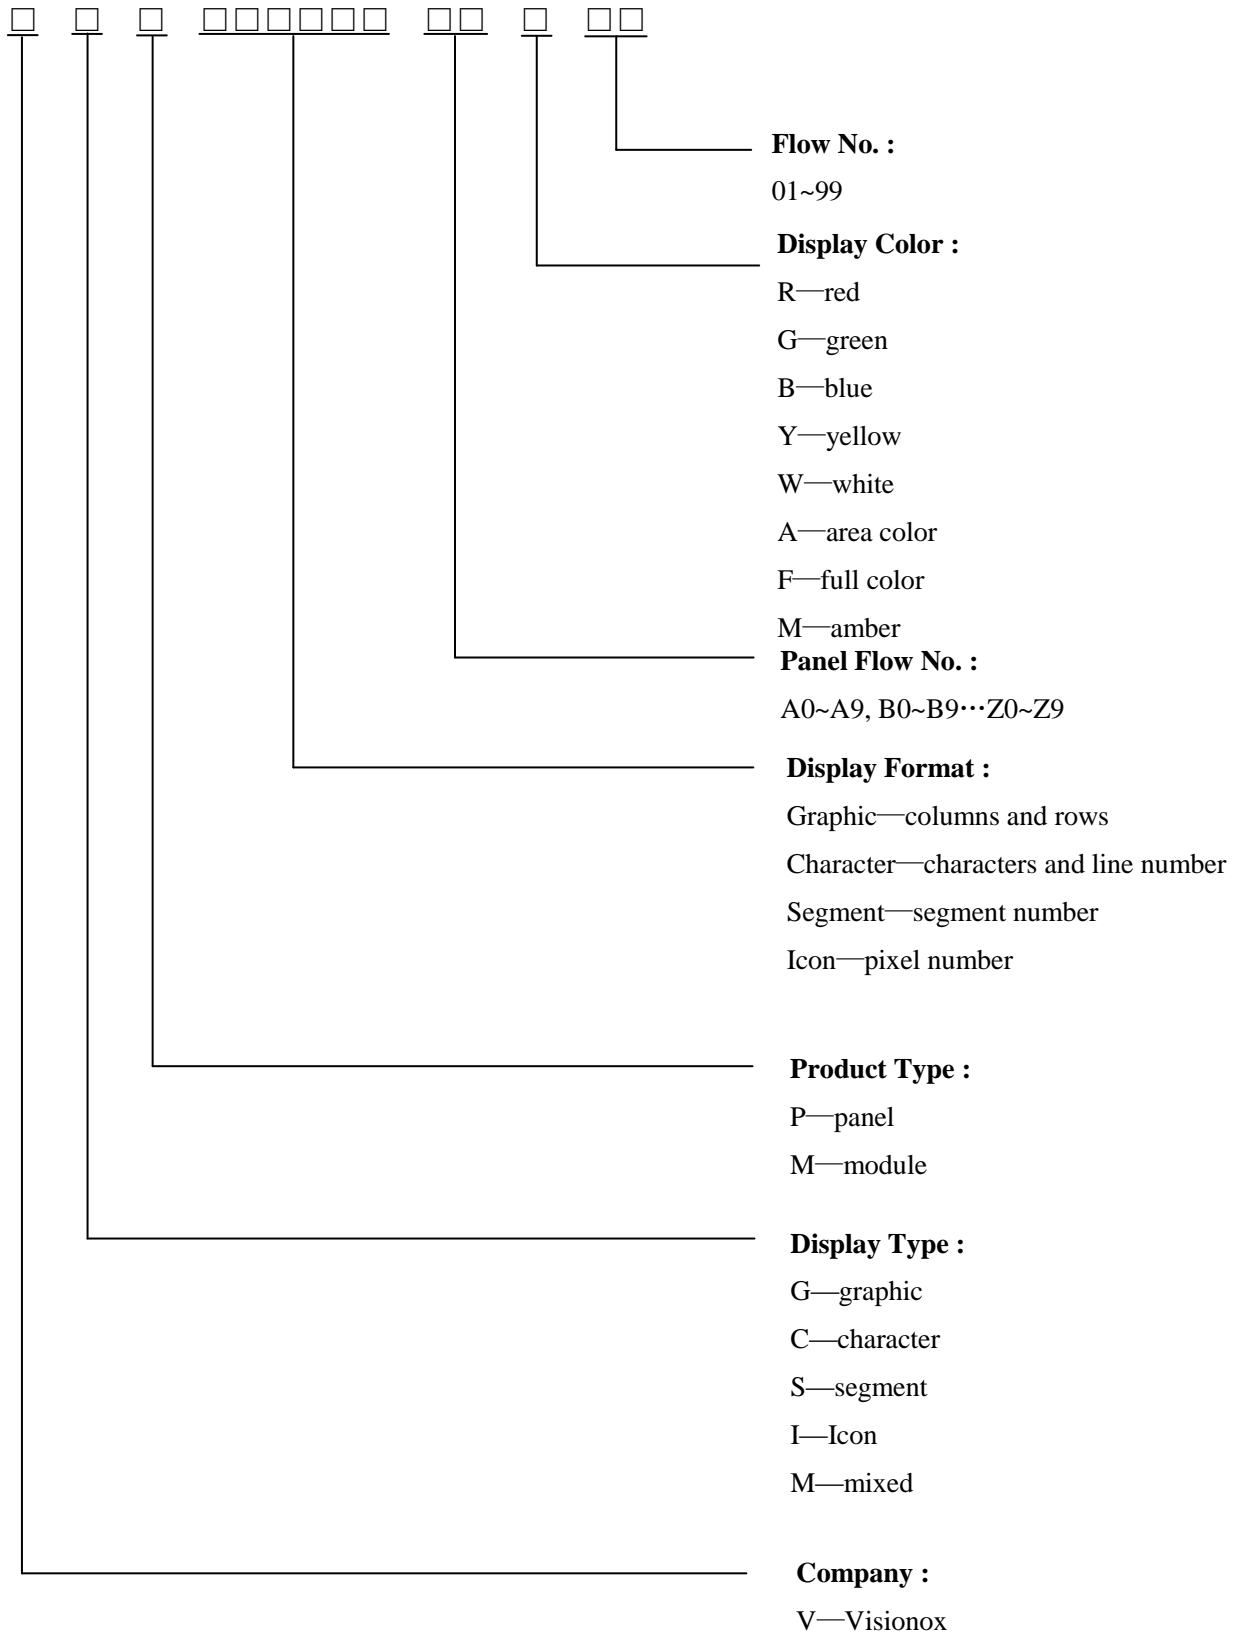 □ □ □ □□□□□□ □□ □ □□
Flow No. :
01~99
Display Color :
R—red
G—green
B—blue
Y—yellow
W—white
A—area color
F—full color
M—amber
Panel Flow No. :
A0~A9, B0~B9⋯Z0~Z9
Display Format :
Graphic—columns and rows
Character—characters and line number
Segment—segment number
Icon—pixel number
Product Type :
P—panel
M—module
Display Type :
G—graphic
C—character
S—segment
I—Icon
M—mixed
Company :
V—Visionox